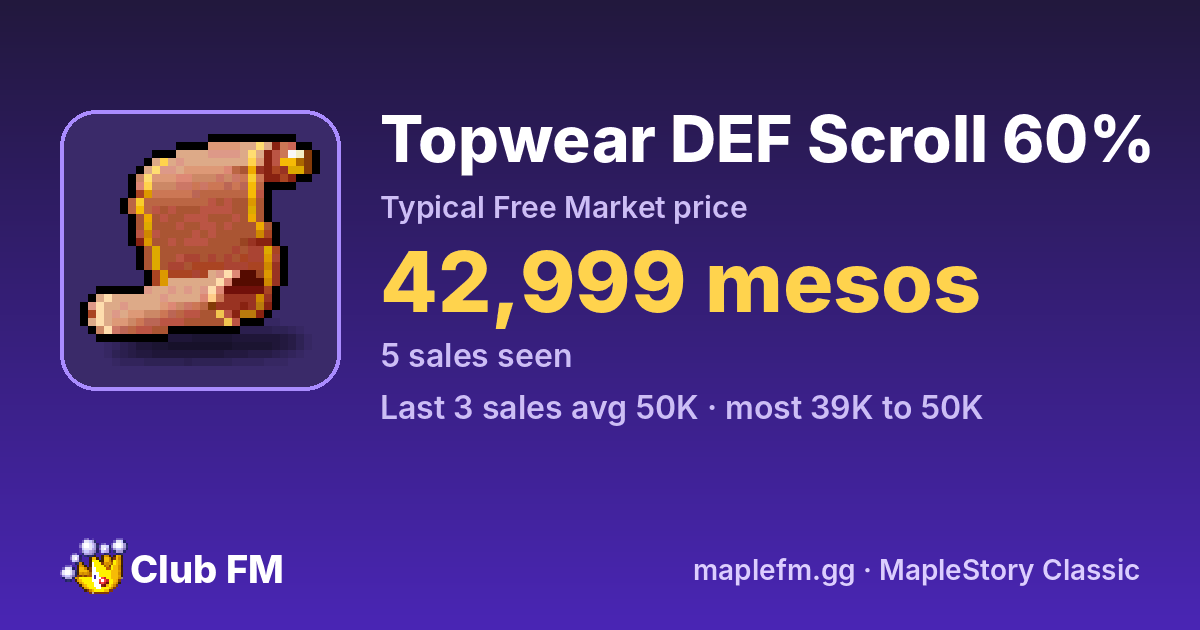 Topwear DEF Scroll 60%
Typical Free Market price
42,999 mesos
5 sales seen
Last 3 sales avg 50K · most 39K to 50K
Club FM
maplefm.gg · MapleStory Classic